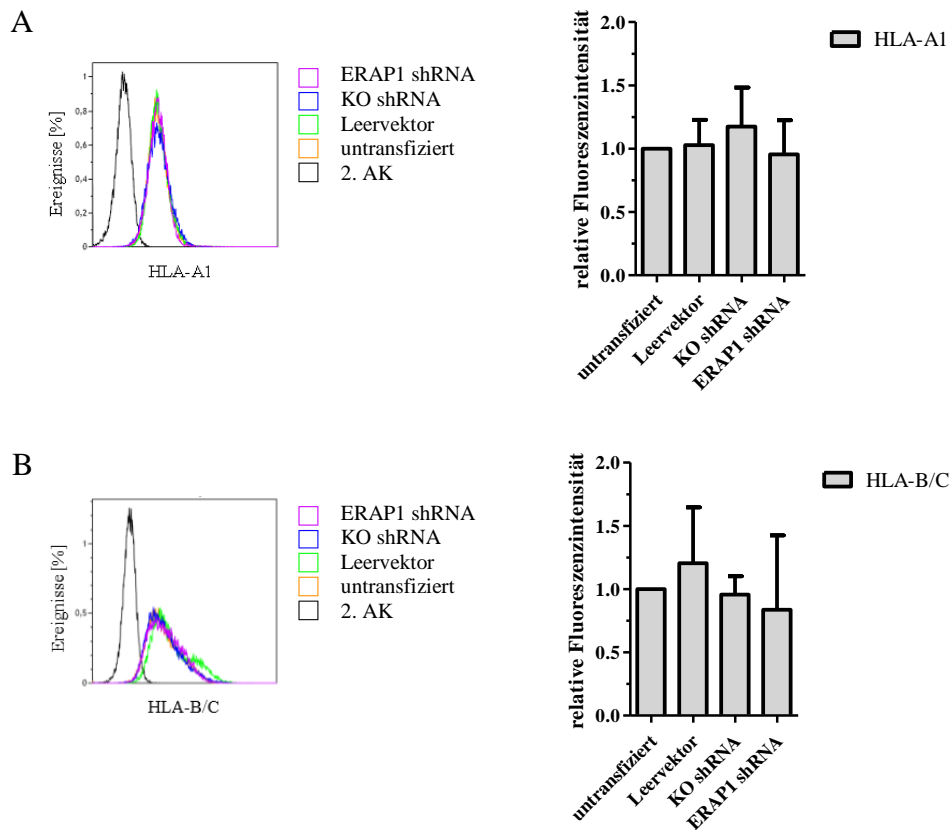 A
Ereignisse [%]
1
0,8
0,6
0,4
0,2
0
HLA-A1
ERAP1 shRNA
KO shRNA
Leervektor
untransfiziert
2. AK
relative Fluoreszenzintensität
2.0
1.5
1.0
0.5
0.0
untransfiziert
Leervektor
KO shRNA
ERAP1 shRNA
HLA-A1
B
Ereignisse [%]
1
0,5
0
HLA-B/C
ERAP1 shRNA
KO shRNA
Leervektor
untransfiziert
2. AK
relative Fluoreszenzintensität
2.0
1.5
1.0
0.5
0.0
untransfiziert
Leervektor
KO shRNA
ERAP1 shRNA
HLA-B/C